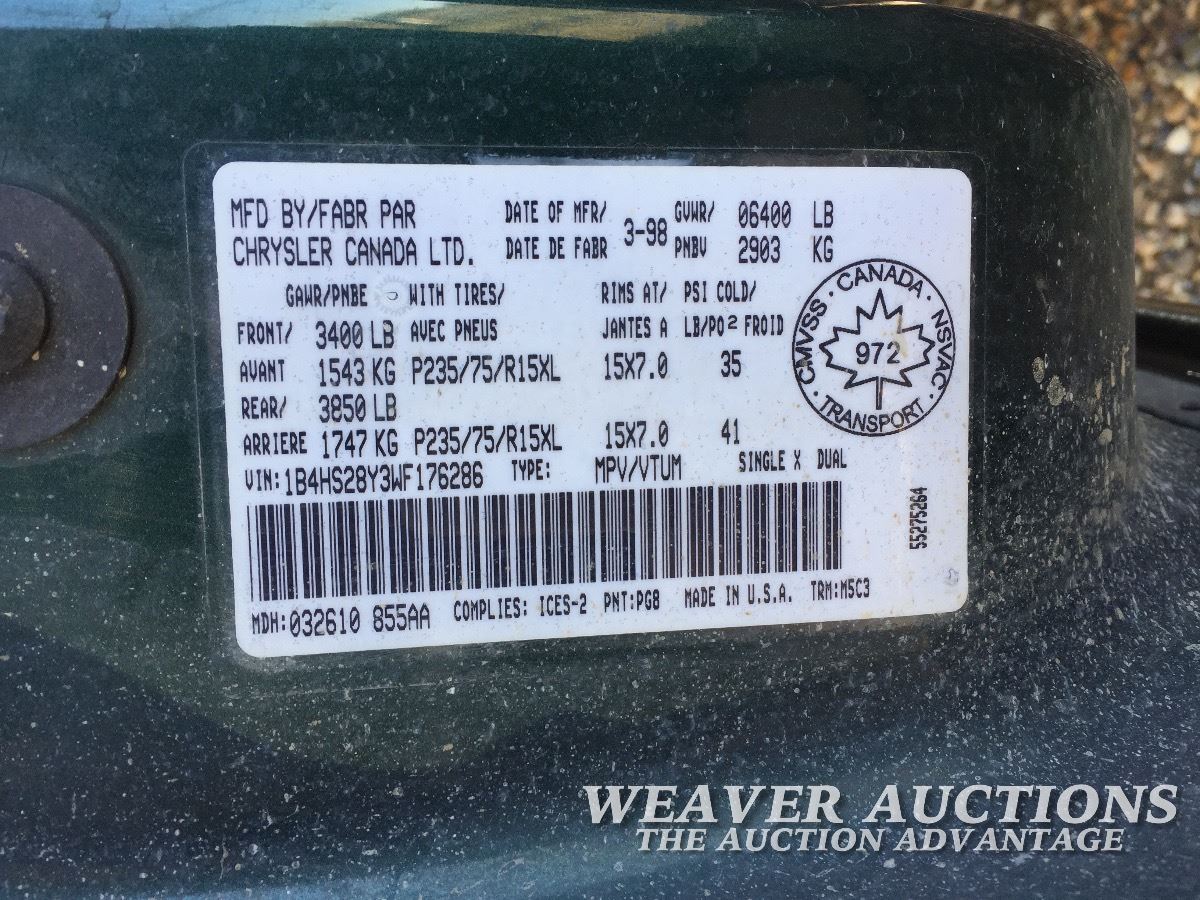 MFD BY/FABR PAR DATE OF MFR/ 3-98 GVWR/ 06400 LB
CHRYSLER CANADA LTD. DATE DE FABR PNBV 2903 KG
GAWR/PNBE WITH TIRES/ RIMS AT/ PSI COLD/
FRONT/ 3400 LB AVEC PNEUS JANTES A LB/PO2 FROID
AVANT 1543 KG P235/75/R15XL 15X7.0 35
REAR/ 3850 LB
ARRIERE 1747 KG P235/75/R15XL 15X7.0 41
VIN:1B4HS28Y3WF176286 TYPE: MPV/VTUM SINGLE X DUAL
CMVSS · CANADA · NSVAC · TRANSPORT ·
972
55275264
MDH:032610 855AA COMPLIES: ICES-2 PNT:PG8 MADE IN U.S.A. TRM:M5C3
WEAVER AUCTIONS
THE AUCTION ADVANTAGE